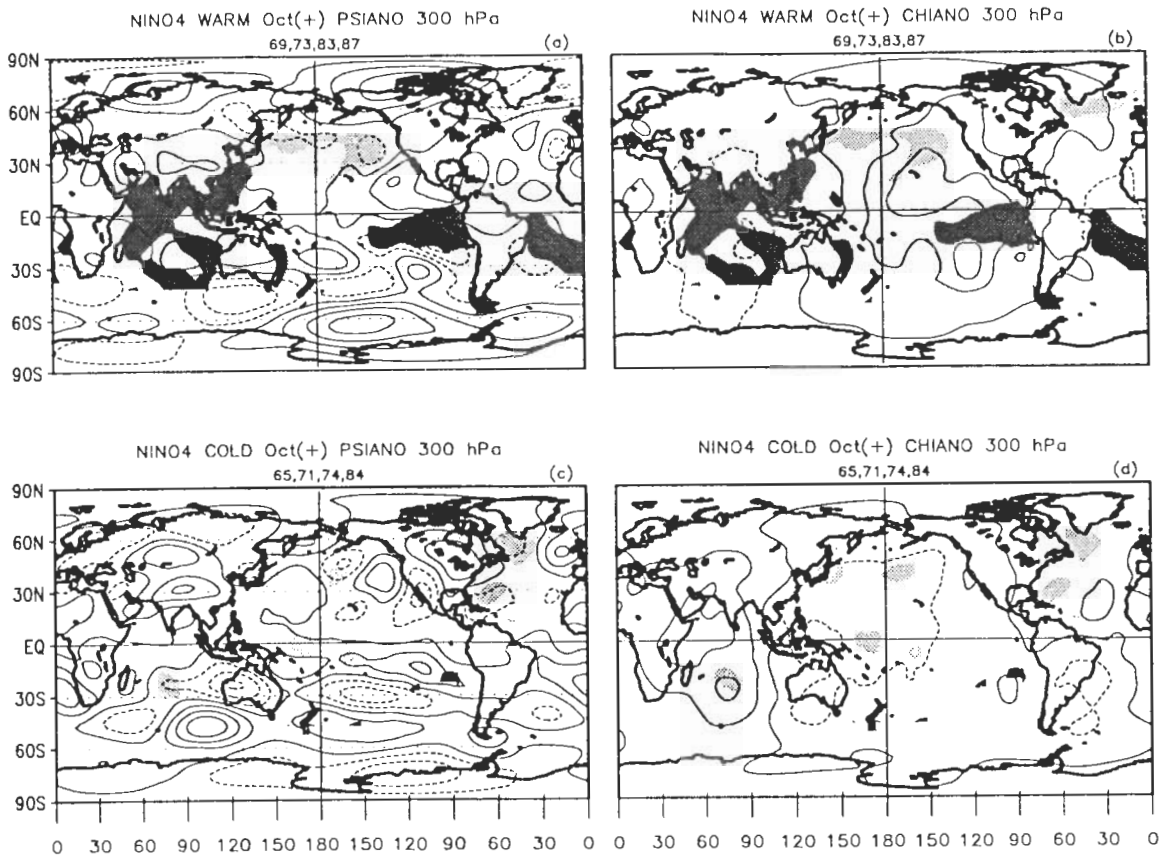 NINO4 WARM Oct(+) PSIANO 300 hPa
69,73,83,87
(a)
90N
60N
30N
EQ
30S
60S
90S
NINO4 WARM Oct(+) CHIANO 300 hPa
69,73,83,87
(b)
NINO4 COLD Oct(+) PSIANO 300 hPa
65,71,74,84
(c)
90N
60N
30N
EQ
30S
60S
90S
0 30 60 90 120 150 180 150 120 90 60 30 0
NINO4 COLD Oct(+) CHIANO 300 hPa
65,71,74,84
(d)
0 30 60 90 120 150 180 150 120 90 60 30 0